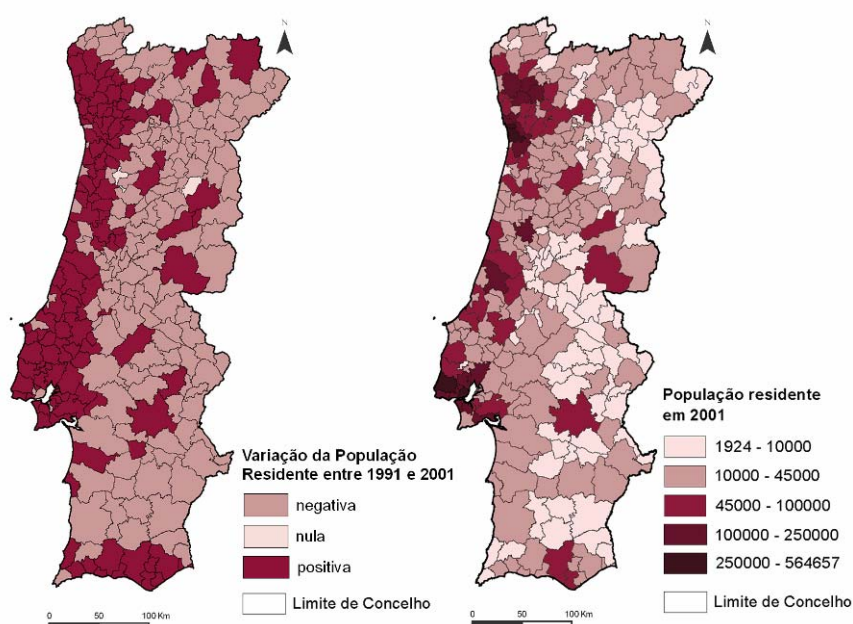 N
Variação da População
Residente entre 1991 e 2001
negativa
nula
positiva
Limite de Concelho
0 50 100 Km
N
População residente
em 2001
1924 - 10000
10000 - 45000
45000 - 100000
100000 - 250000
250000 - 564657
Limite de Concelho
0 50 100 Km